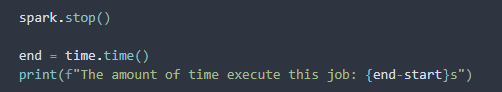 spark.stop()
end = time.time()
print(f"The amount of time execute this job: {end-start}s")